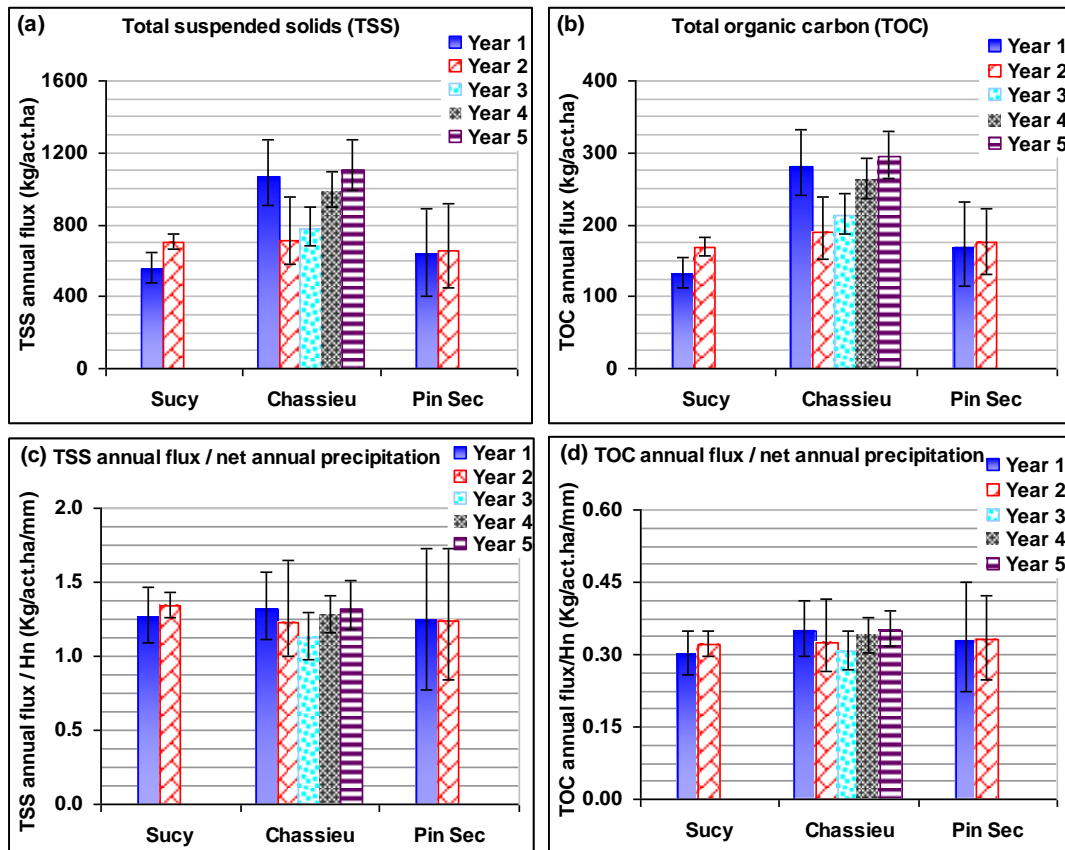 (a) Total suspended solids (TSS)
Year 1
Year 2
Year 3
Year 4
Year 5
TSS annual flux (kg/act.ha)
1600
1200
800
400
0
Sucy Chassieu Pin Sec
(b) Total organic carbon (TOC)
Year 1
Year 2
Year 3
Year 4
Year 5
TOC annual flux (kg/act.ha)
400
300
200
100
0
Sucy Chassieu Pin Sec
(c) TSS annual flux / net annual precipitation
Year 1
Year 2
Year 3
Year 4
Year 5
TSS annual flux / Hn (Kg/act.ha/mm)
2.0
1.5
1.0
0.5
0.0
Sucy Chassieu Pin Sec
(d) TOC annual flux / net annual precipitation
Year 1
Year 2
Year 3
Year 4
Year 5
TOC annual flux/Hn (Kg/act.ha/mm)
0.60
0.45
0.30
0.15
0.00
Sucy Chassieu Pin Sec